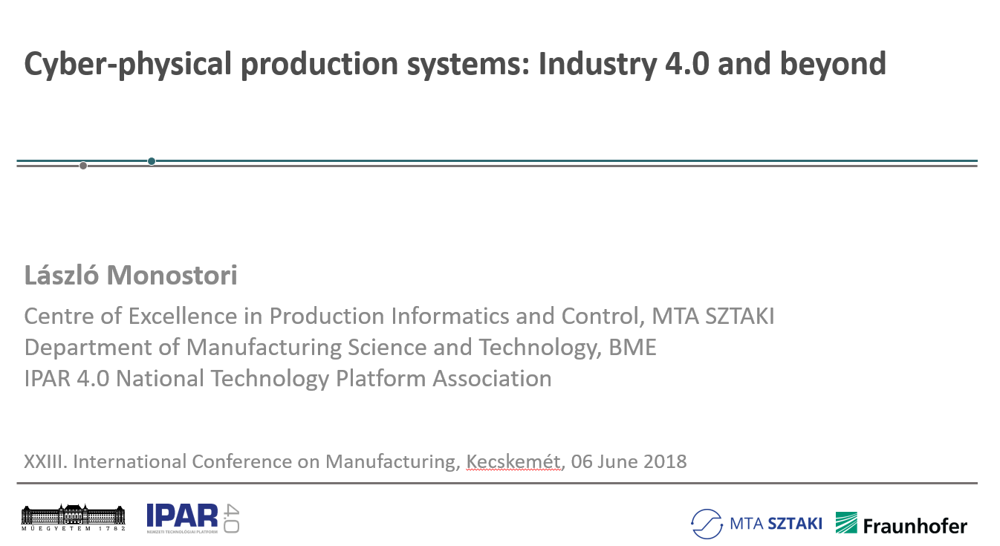 Cyber-physical production systems: Industry 4.0 and beyond
László Monostori
Centre of Excellence in Production Informatics and Control, MTA SZTAKI
Department of Manufacturing Science and Technology, BME
IPAR 4.0 National Technology Platform Association
XXIII. International Conference on Manufacturing, Kecskemét, 06 June 2018
MŰEGYETEM 1782
IPAR 4.0
NEMZETI TECHNOLÓGIAI PLATFORM
MTA SZTAKI
Fraunhofer